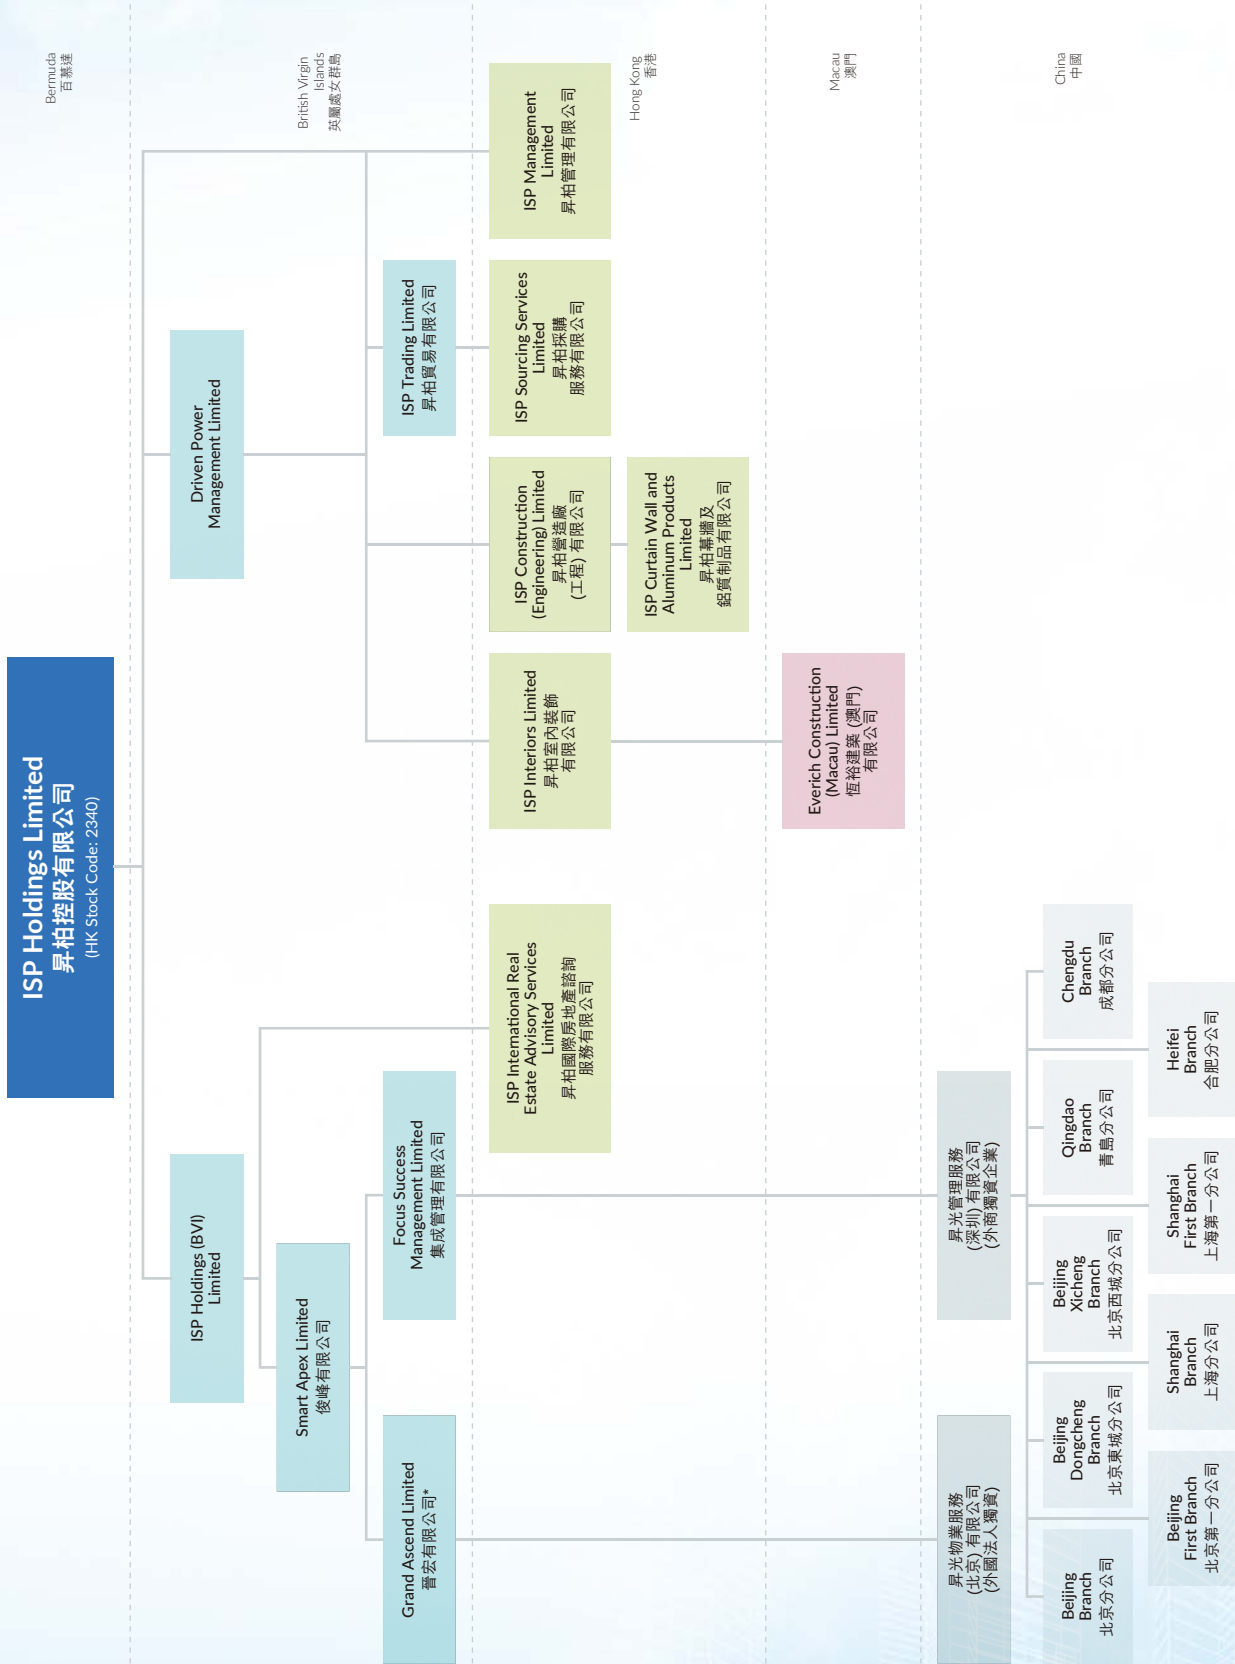 ISP Holdings Limited
昇柏控股有限公司
(HK Stock Code: 2340)
Bermuda
百慕達
ISP Holdings (BVI)
Limited
Driven Power
Management Limited
British Virgin
Islands
英屬處女群島
Smart Apex Limited
俊峰有限公司
Grand Ascend Limited
晉宏有限公司*
Focus Success
Management Limited
集成管理有限公司
ISP Trading Limited
昇柏貿易有限公司
ISP International Real
Estate Advisory Services
Limited
昇柏國際房地產諮詢
服務有限公司
ISP Interiors Limited
昇柏室內裝飾
有限公司
ISP Construction
(Engineering) Limited
昇柏營造廠
(工程) 有限公司
ISP Sourcing Services
Limited
昇柏採購
服務有限公司
ISP Management
Limited
昇柏管理有限公司
Hong Kong
香港
ISP Curtain Wall and
Aluminum Products
Limited
昇柏幕牆及
鋁質制品有限公司
Everich Construction
(Macau) Limited
恆裕建築 (澳門)
有限公司
Macau
澳門
昇光物業服務
(北京) 有限公司
(外國法人獨資)
昇光管理服務
(深圳) 有限公司
(外商獨資企業)
China
中國
Beijing
Branch
北京分公司
Beijing
Dongcheng
Branch
北京東城分公司
Beijing
Xicheng
Branch
北京西城分公司
Qingdao
Branch
青島分公司
Chengdu
Branch
成都分公司
Beijing
First Branch
北京第一分公司
Shanghai
Branch
上海分公司
Shanghai
First Branch
上海第一分公司
Heifei
Branch
合肥分公司